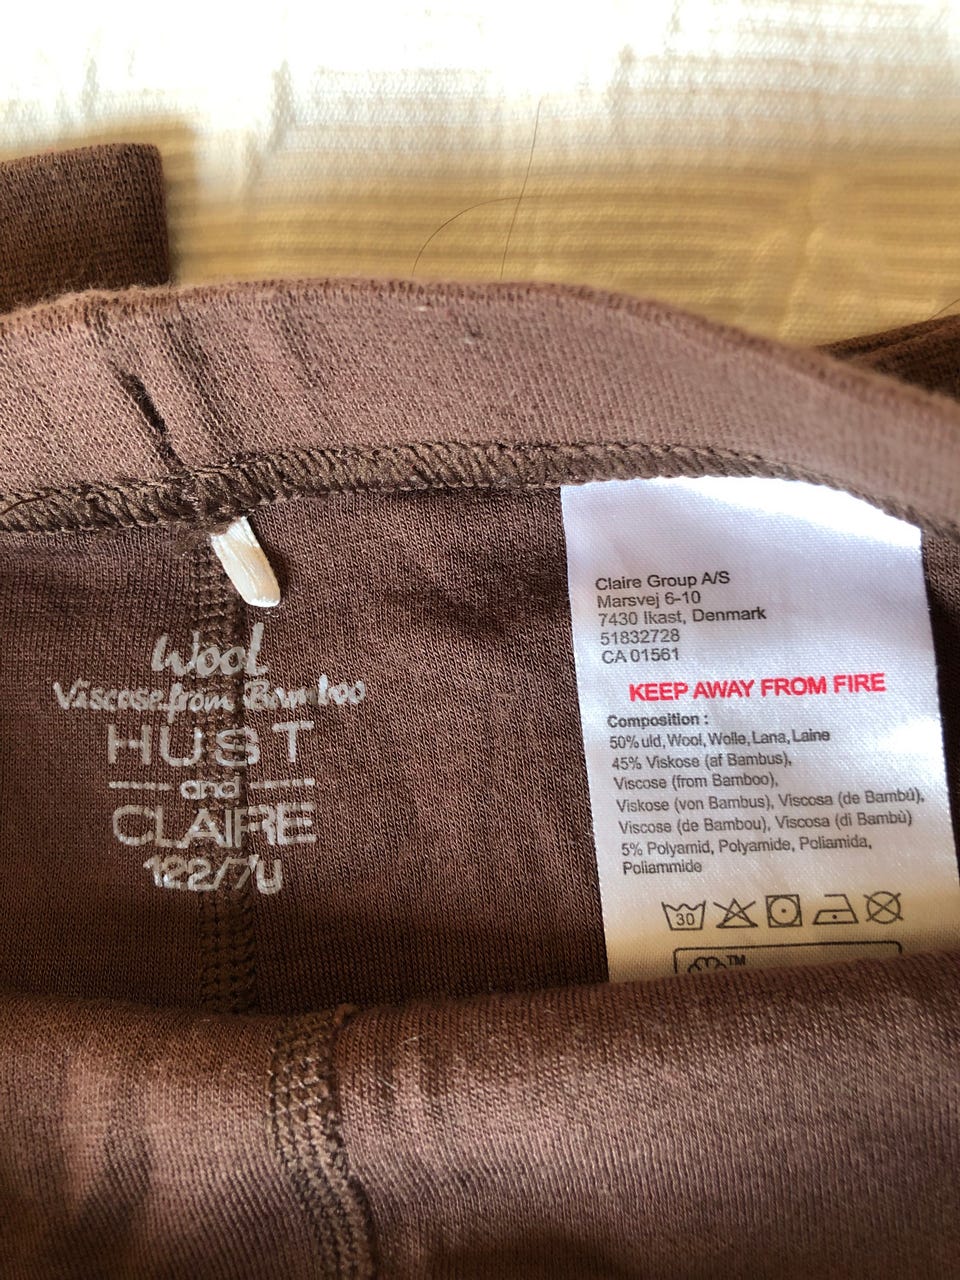 Wool
Viscose from Bamboo
HUST
and
CLAIRE
122/7U
Claire Group A/S
Marsvej 6-10
7430 Ikast, Denmark
51832728
CA 01561
KEEP AWAY FROM FIRE
Composition :
50% uld, Wool, Wolle, Lana, Laine
45% Viskose (af Bambus),
Viscose (from Bamboo),
Viskose (von Bambus), Viscosa (de Bambú),
Viscose (de Bambou), Viscosa (di Bambù)
5% Polyamid, Polyamide, Poliamida,
Poliammide
30
TM